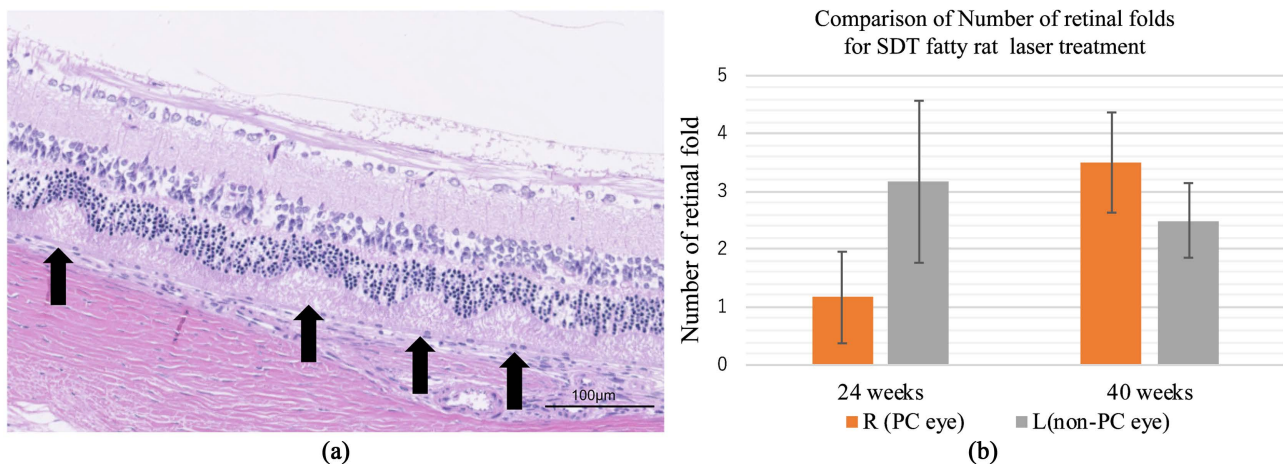 100μm
(a)
Comparison of Number of retinal folds
for SDT fatty rat laser treatment
Number of retinal fold
5
4
3
2
1
0
24 weeks
40 weeks
R (PC eye)
L(non-PC eye)
(b)